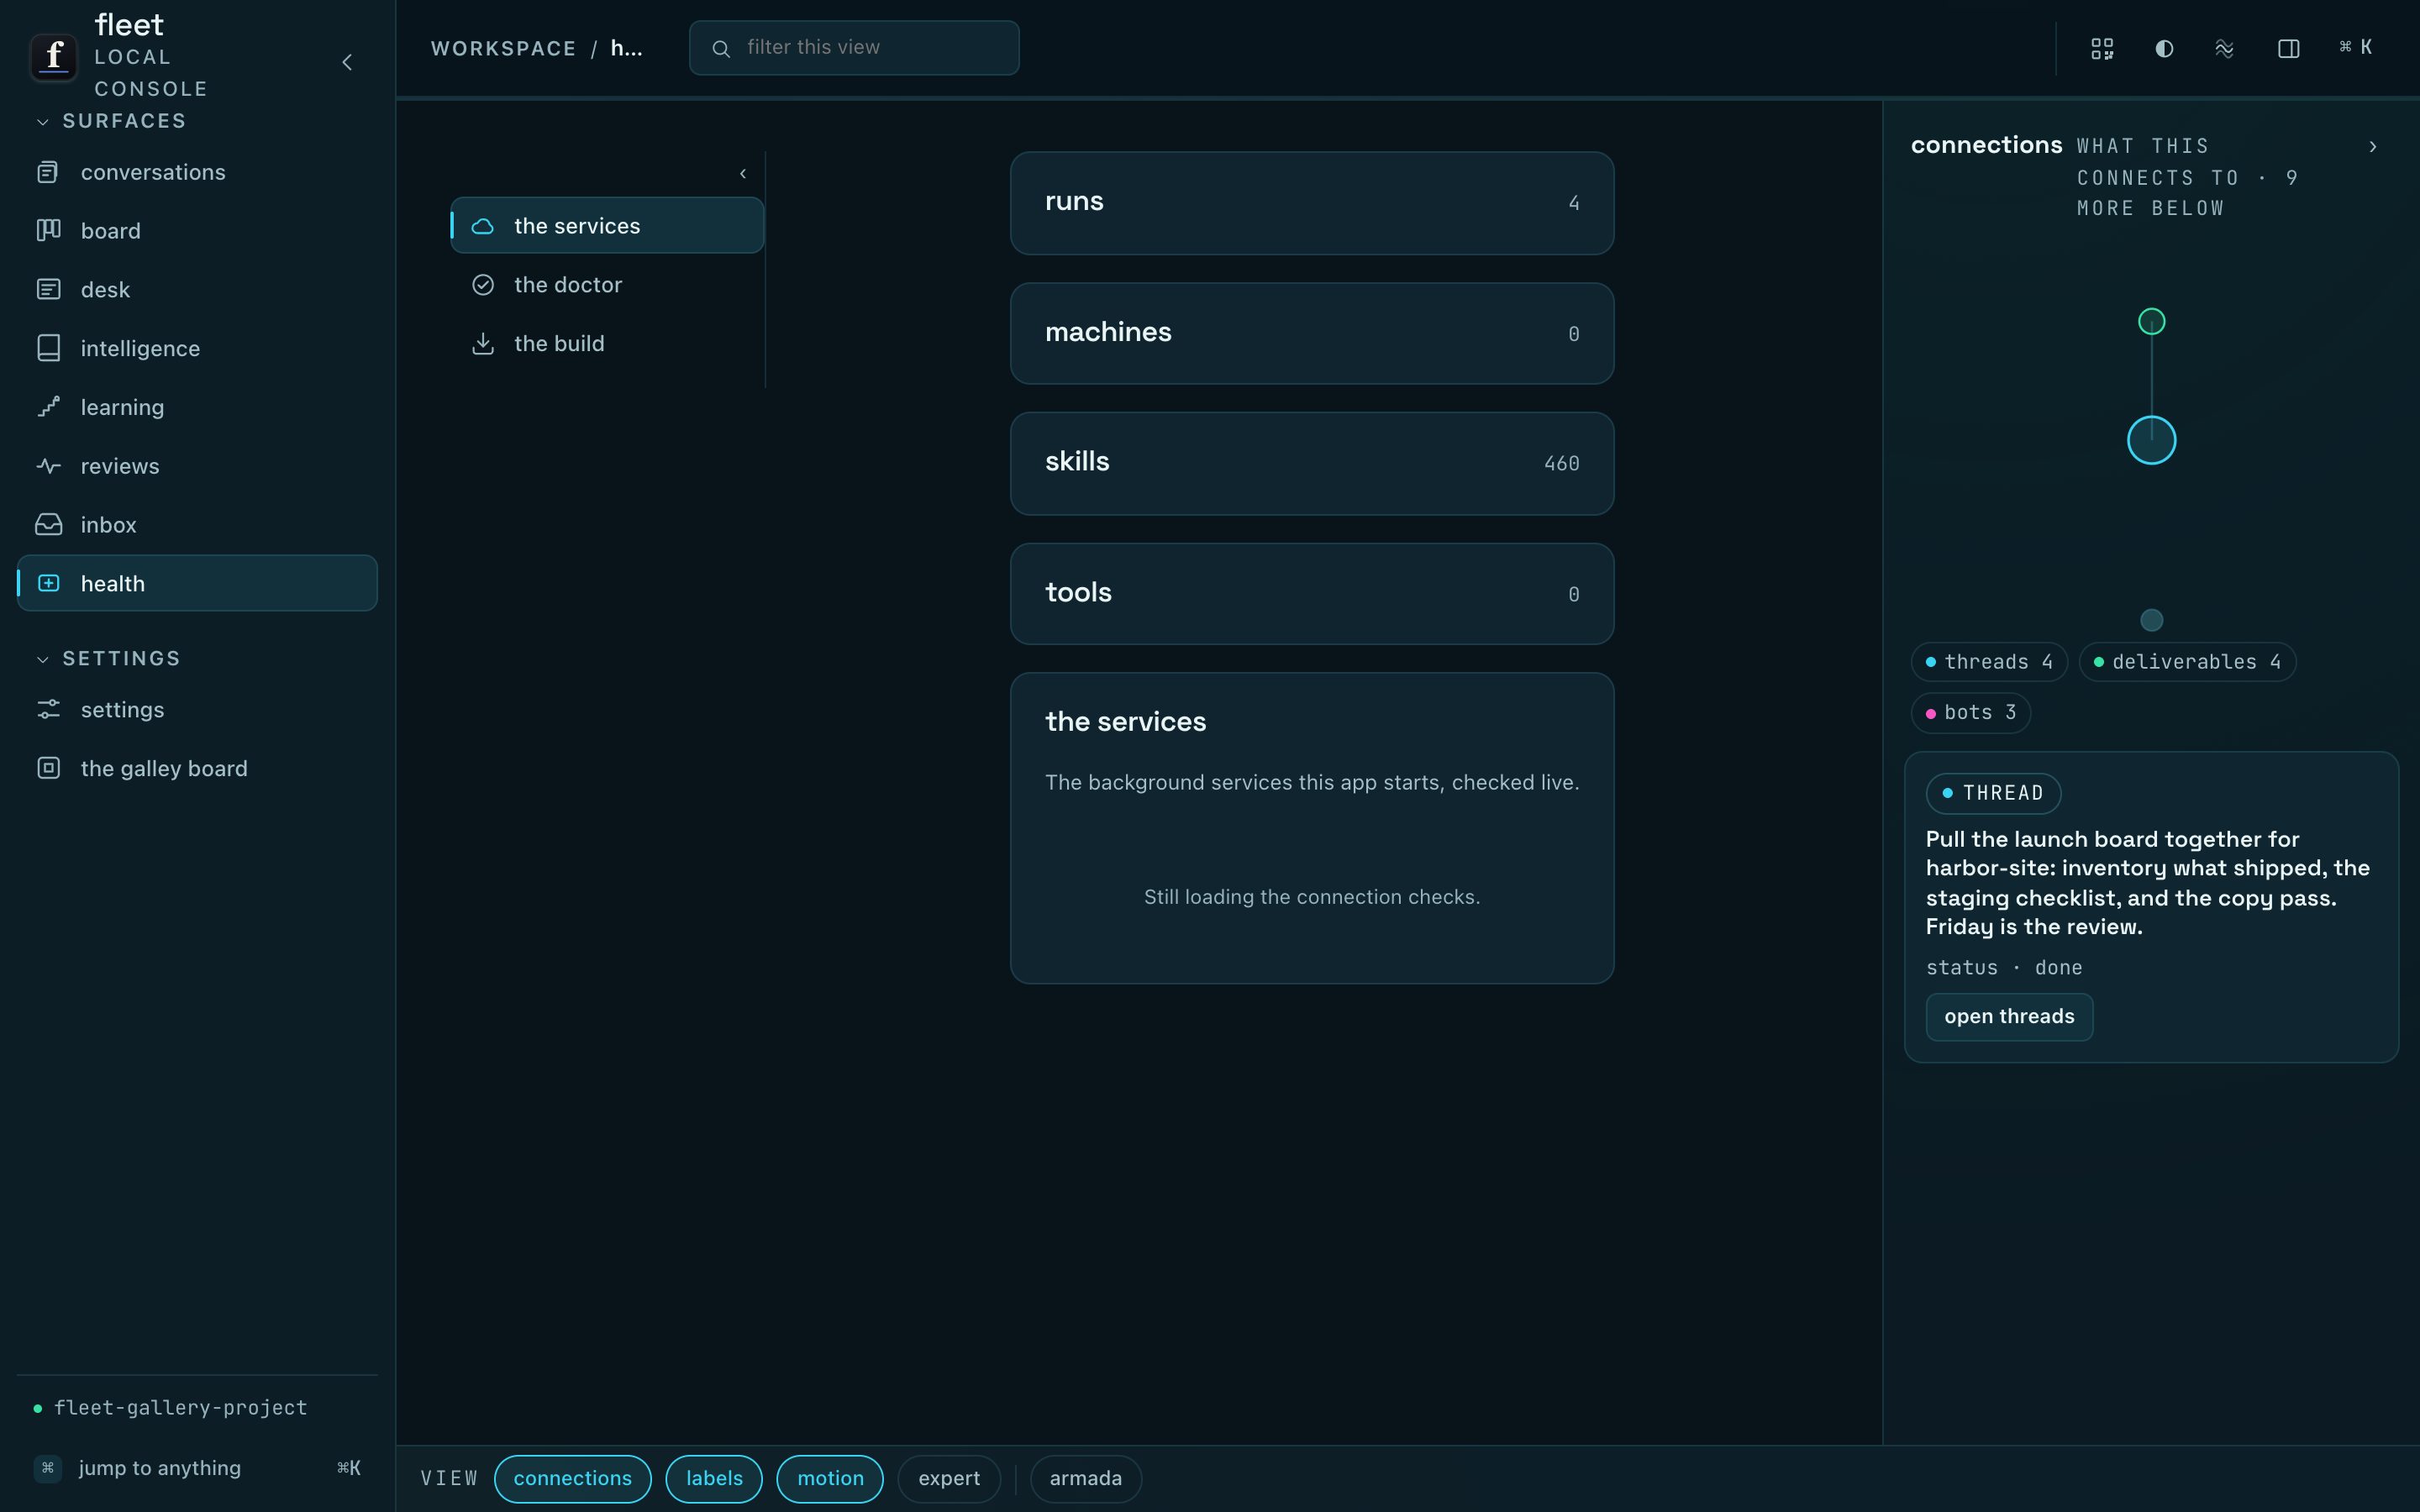 f
fleet
LOCAL
CONSOLE
SURFACES
conversations
board
desk
intelligence
learning
reviews
inbox
health
SETTINGS
settings
the galley board
fleet-gallery-project
⌘ jump to anything ⌘K
WORKSPACE / h...
filter this view
⌘ K
the services
the doctor
the build
runs 4
machines 0
skills 460
tools 0
the services
The background services this app starts, checked live.
Still loading the connection checks.
connections WHAT THIS
CONNECTS TO · 9
MORE BELOW
threads 4 deliverables 4
bots 3
THREAD
Pull the launch board together for
harbor-site: inventory what shipped, the
staging checklist, and the copy pass.
Friday is the review.
status · done
open threads
VIEW connections labels motion expert armada